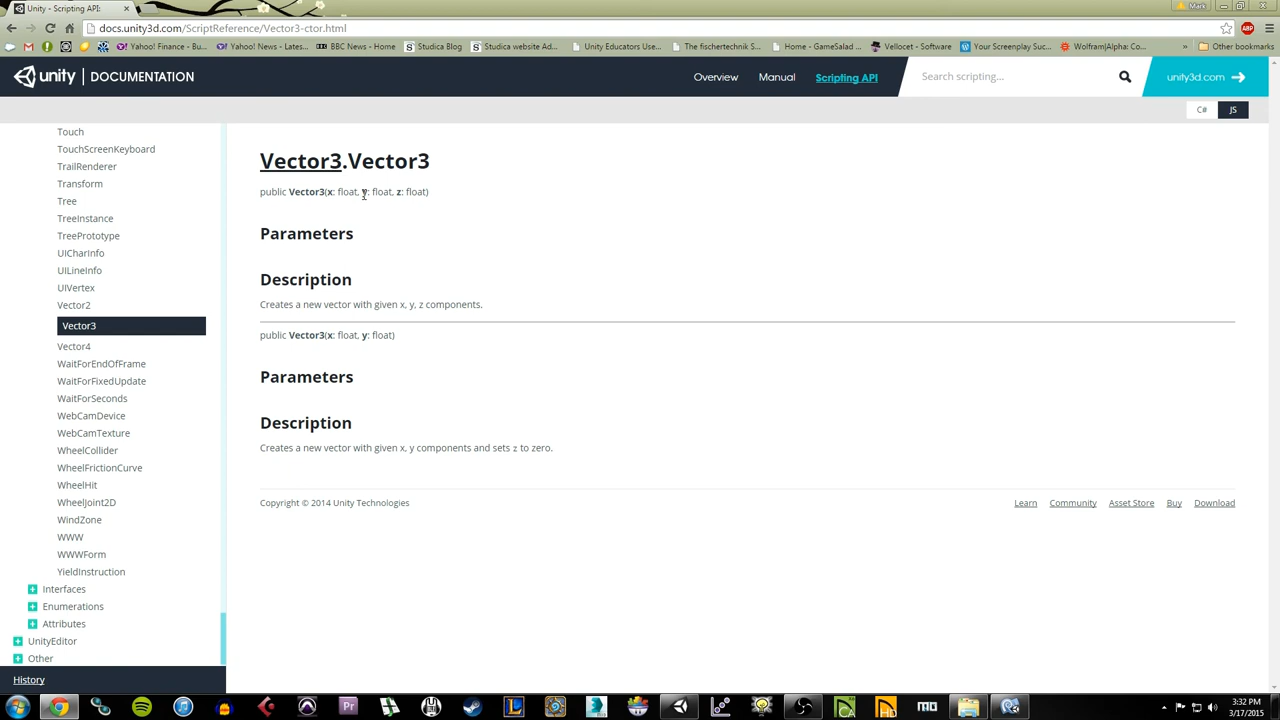 Unity - Scripting API:
Mark
docs.unity3d.com/ScriptReference/Vector3-ctor.html
ABP
Yahoo! Finance - Bu...
Yahoo! News - Lates...
BBC News - Home
Studica Blog
Studica website Ad...
Unity Educators Use...
The fischertechnik S...
Home - GameSalad ...
Vellocet - Software
Your Screenplay Suc...
Wolfram|Alpha: Co...
»
Other bookmarks
unity | DOCUMENTATION
Overview
Manual
Scripting API
Search scripting...
unity3d.com
C#
JS
Touch
TouchScreenKeyboard
TrailRenderer
Transform
Tree
TreeInstance
TreePrototype
UICharInfo
UILineInfo
UIVertex
Vector2
Vector3
Vector4
WaitForEndOfFrame
WaitForFixedUpdate
WaitForSeconds
WebCamDevice
WebCamTexture
WheelCollider
WheelFrictionCurve
WheelHit
WheelJoint2D
WindZone
WWW
WWWForm
YieldInstruction
Interfaces
Enumerations
Attributes
UnityEditor
Other
History
Vector3.Vector3
public Vector3(x: float, y: float, z: float)
Parameters
Description
Creates a new vector with given x, y, z components.
public Vector3(x: float, y: float)
Parameters
Description
Creates a new vector with given x, y components and sets z to zero.
Copyright © 2014 Unity Technologies
Learn
Community
Asset Store
Buy
Download
Pr
CA
HD
3:32 PM
3/17/2015